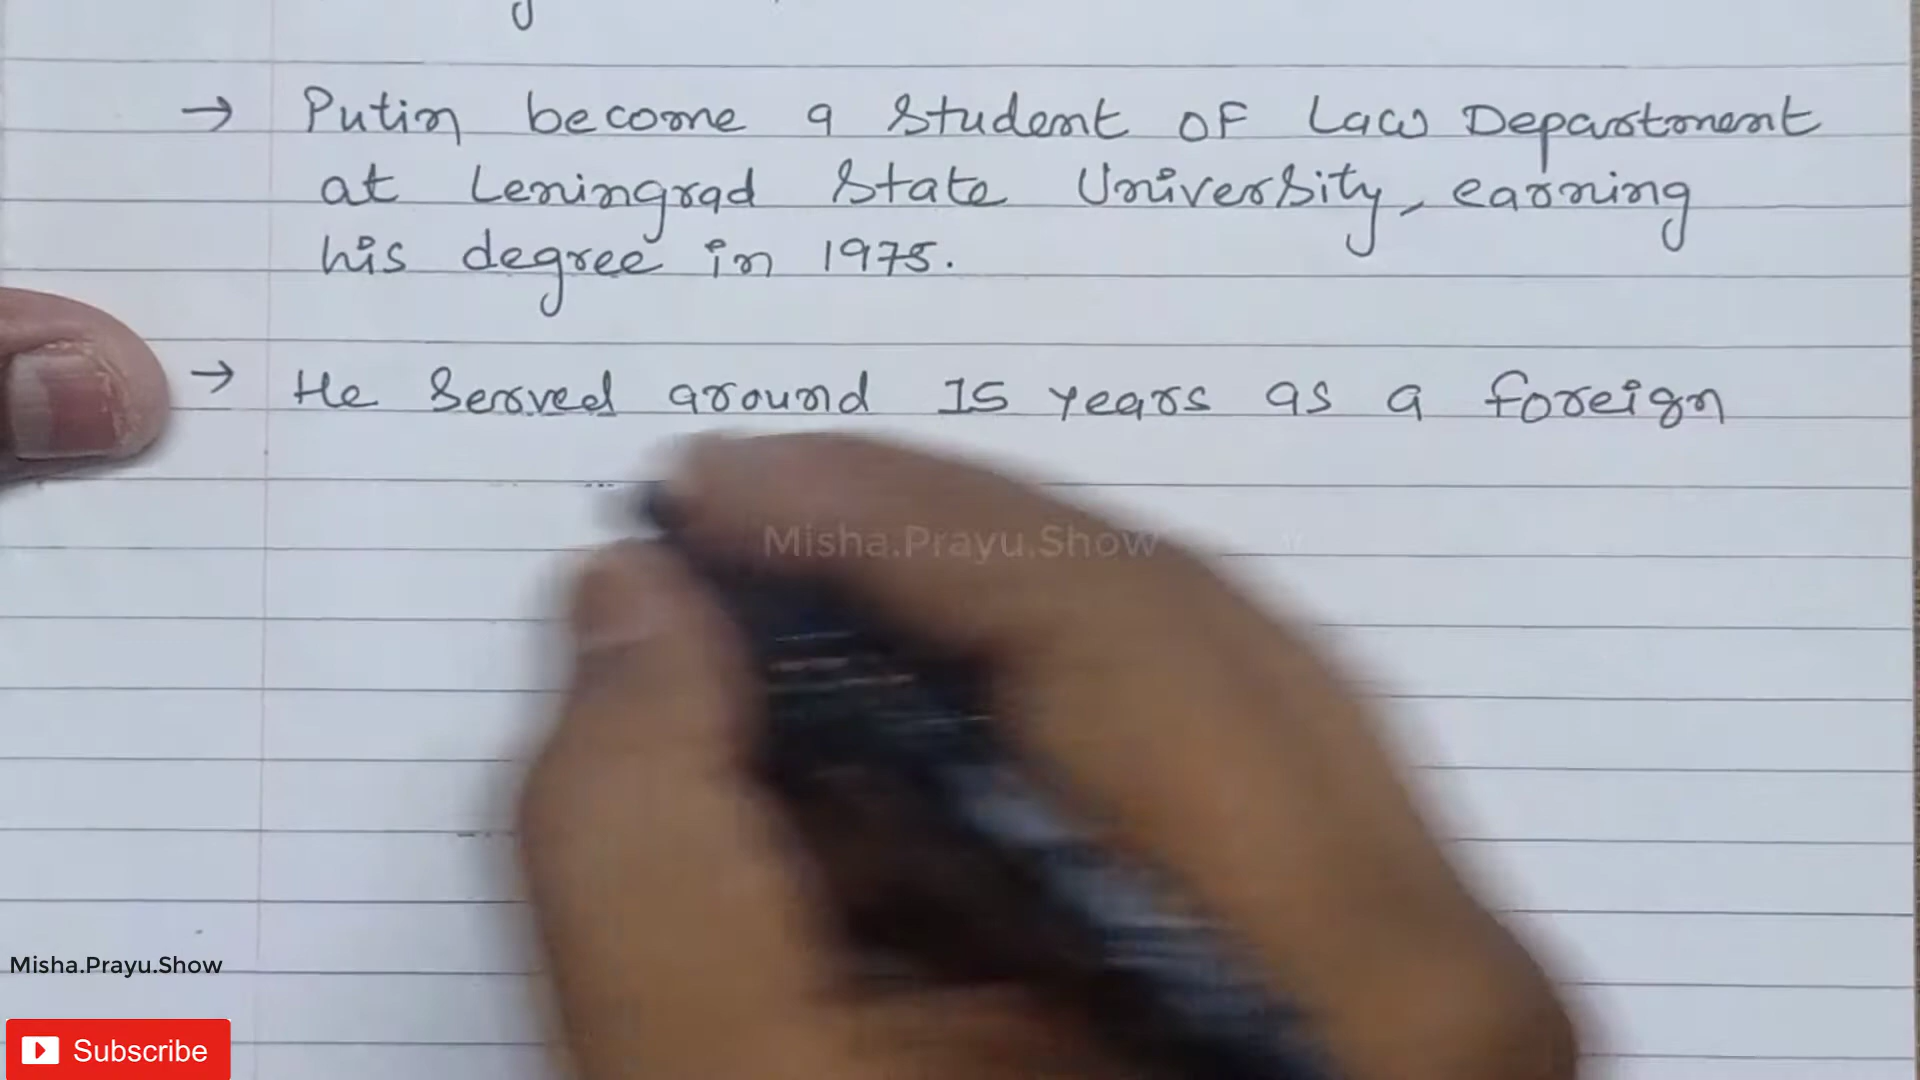 → Putin become a student of Law Department
at Leningrad State University, earning
his degree in 1975.
→ He served around 15 years as a foreign
Misha.Prayu.Show
Misha.Prayu.Show
Subscribe